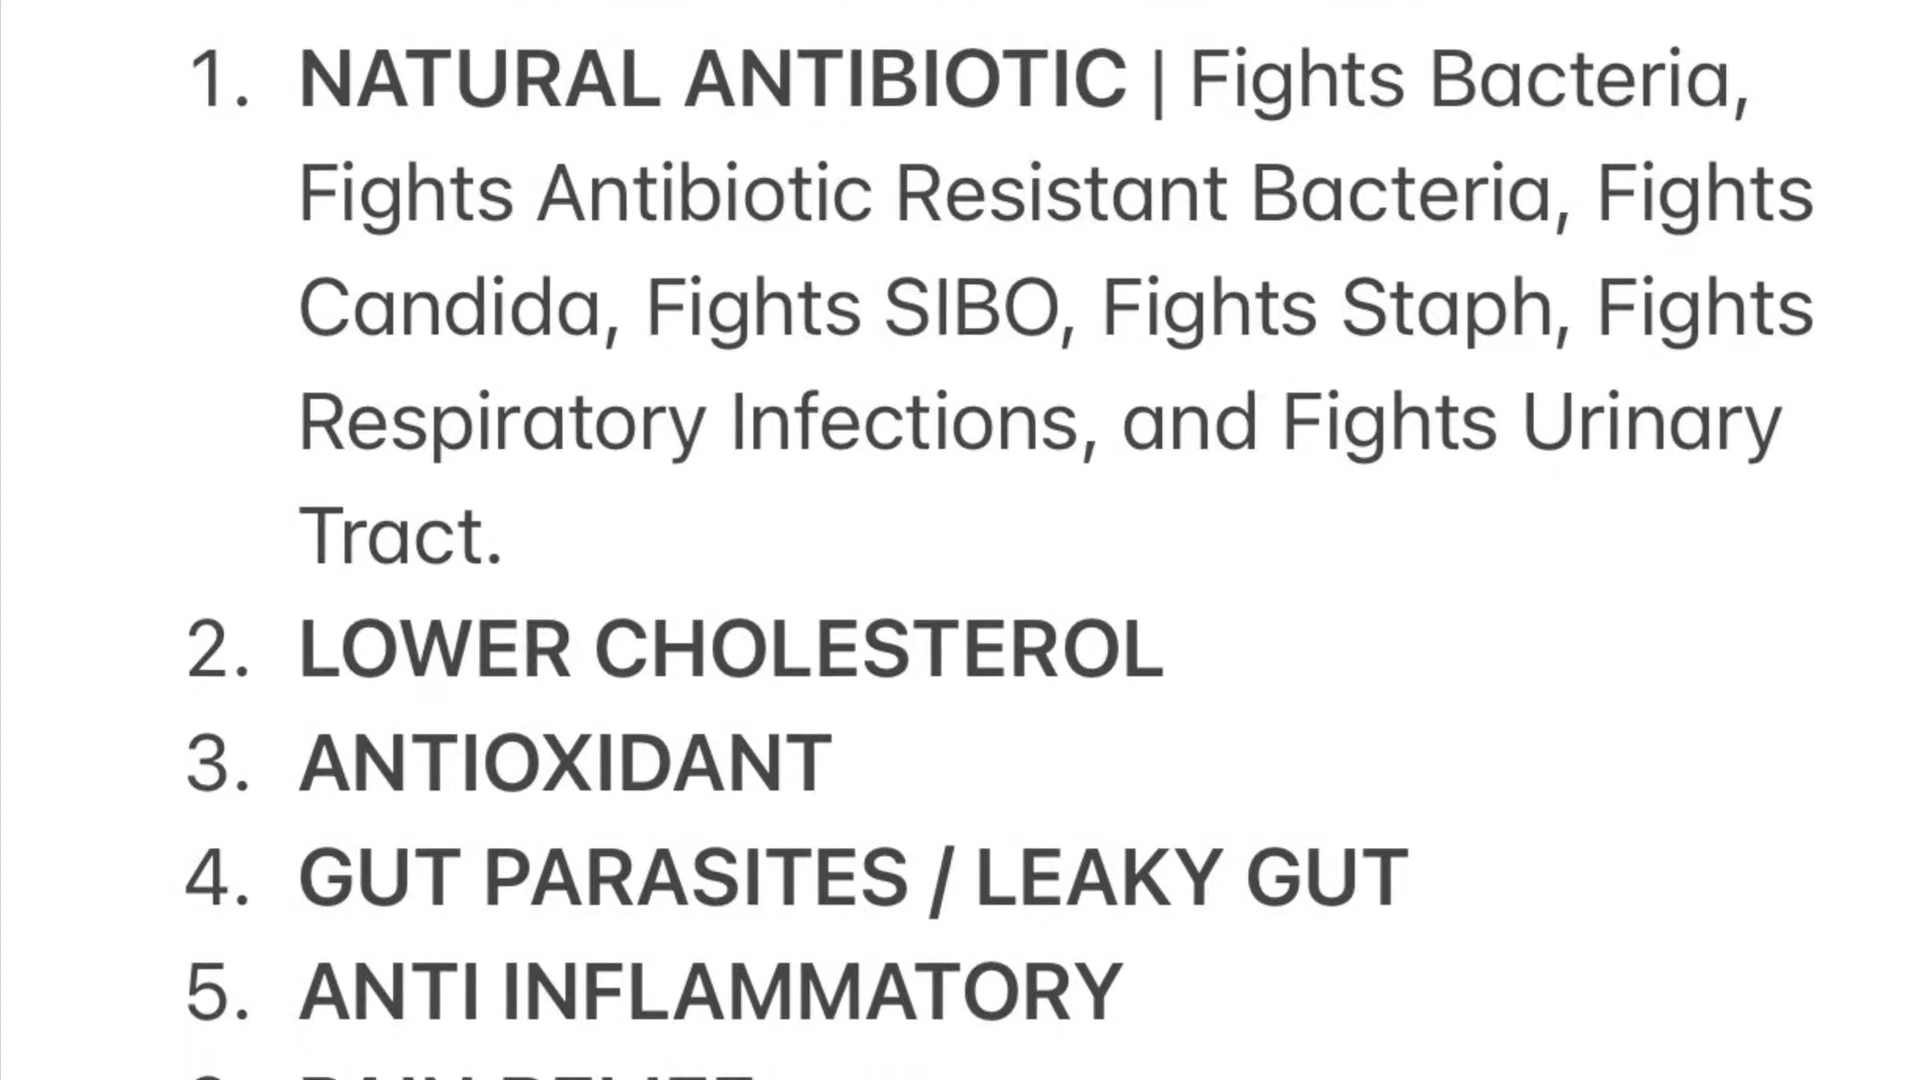 1. NATURAL ANTIBIOTIC | Fights Bacteria,
Fights Antibiotic Resistant Bacteria, Fights
Candida, Fights SIBO, Fights Staph, Fights
Respiratory Infections, and Fights Urinary
Tract.
2. LOWER CHOLESTEROL
3. ANTIOXIDANT
4. GUT PARASITES / LEAKY GUT
5. ANTI INFLAMMATORY